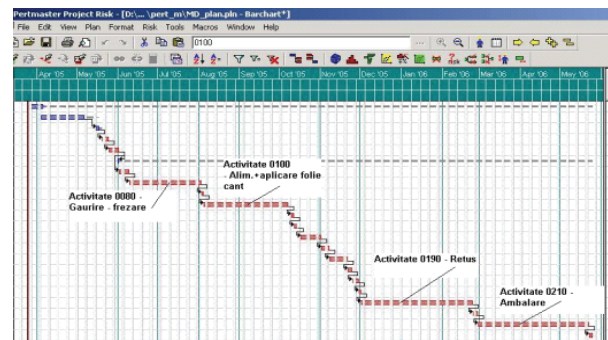 Pertmaster Project Risk - [D:\... \pert_m\MD_plan.pln - Barchart*]
File Edit View Plan Format Risk Tools Macros Window Help
0100
Apr '05 May '05 Jun '05 Jul '05 Aug '05 Sep '05 Oct '05 Nov '05 Dec '05 Jan '06 Feb '06 Mar '06 Apr '06 May '06
Activitate 0100
- Alim.+aplicare folie
cant
Activitate 0080 -
Gaurire - frezare
Activitate 0190 - Retus
Activitate 0210 -
Ambalare